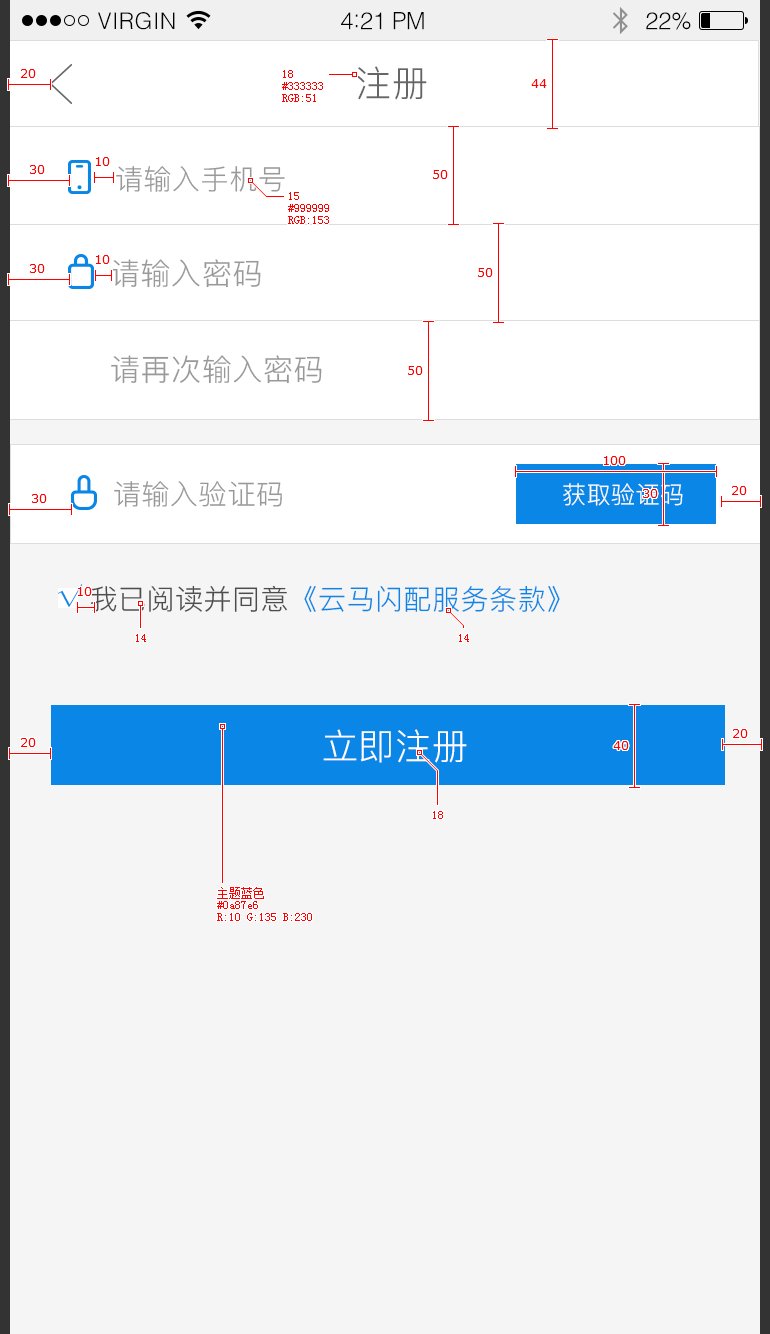 VIRGIN 4:21 PM 22%
20 18 注册 44
#333333
RGB:51
30 10 请输入手机号 50
15
#999999
RGB:153
30 10 请输入密码 50
请再次输入密码 50
100
30 请输入验证码 获取验证码 30 20
10 我已阅读并同意《云马闪配服务条款》
14 14
20 立即注册 40 20
18
主题蓝色
#0a87e6
R:10 G:135 B:230